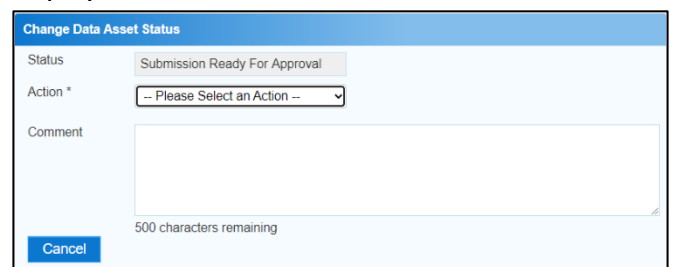 Change Data Asset Status
Status Submission Ready For Approval
Action * -- Please Select an Action --
Comment
500 characters remaining
Cancel